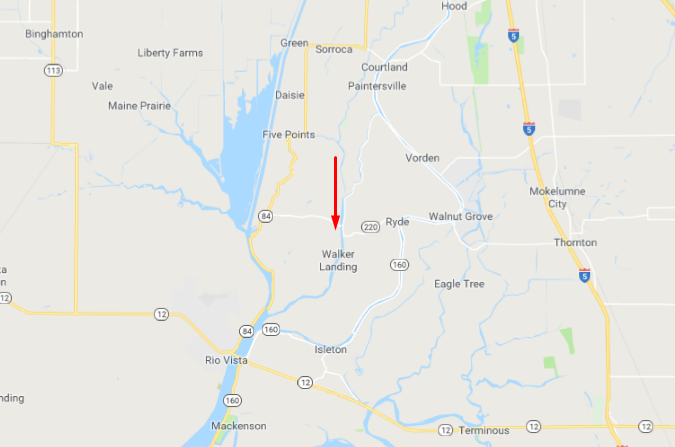 Hood
Binghamton
5
Green
Liberty Farms
Sorroca
113
Courtland
Vale
Paintersville
Daisie
Maine Prairie
5
Five Points
Vorden
Mokelumne
City
84
Ryde
Walnut Grove
220
Thornton
Walker
Landing
160
5
Eagle Tree
12
12
84
160
Isleton
Rio Vista
12
160
nding
Mackenson
12
Terminous
12
12